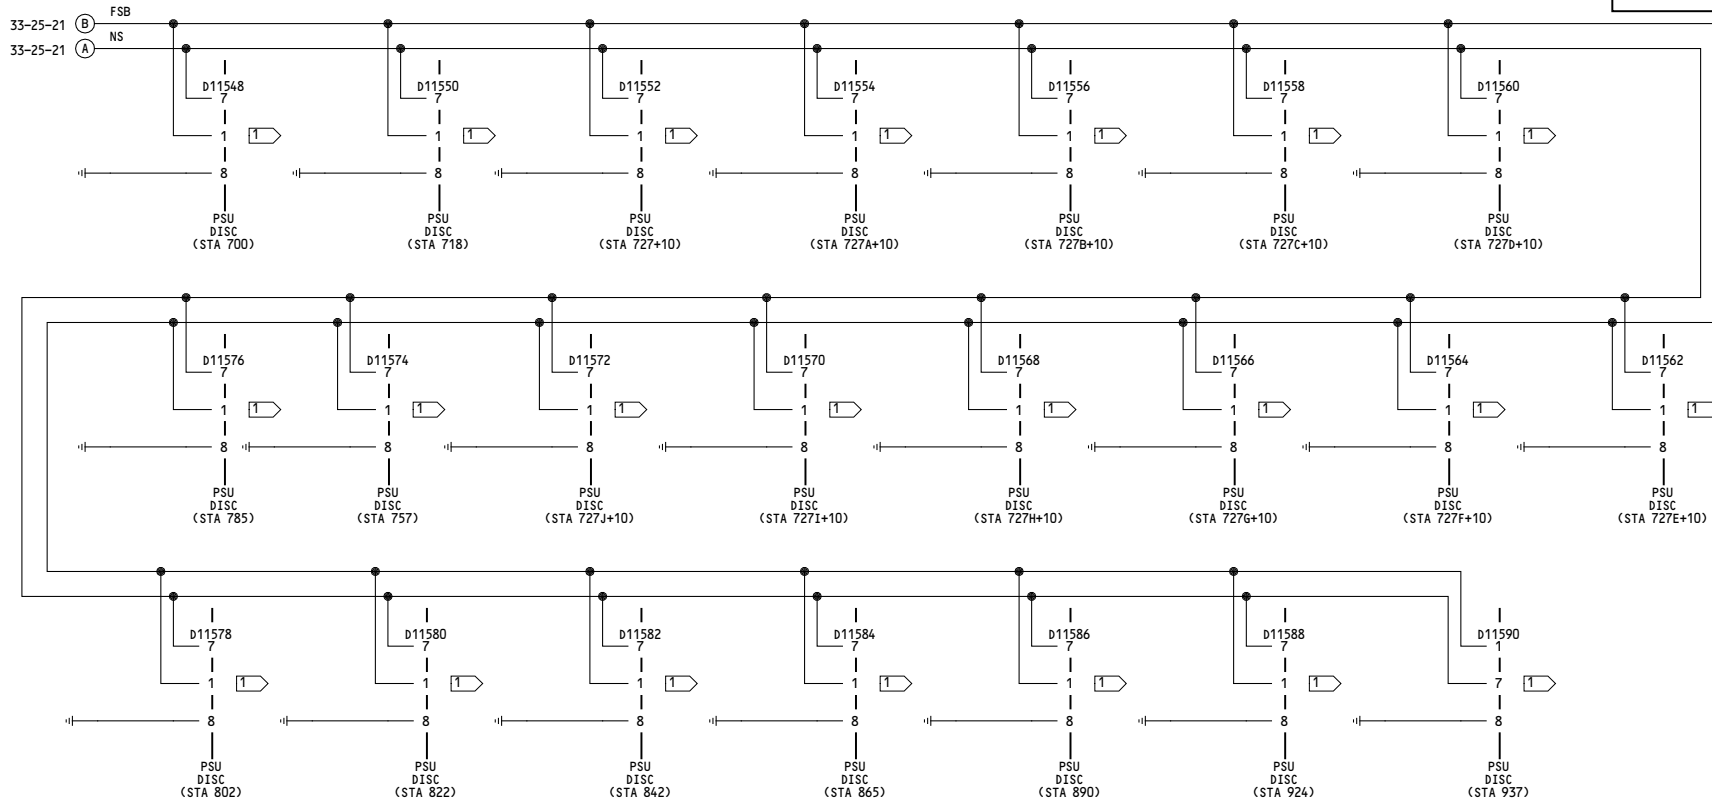 33-25-21 B FSB
33-25-21 A NS
D11548 D11550 D11552 D11554 D11556 D11558 D11560
7 7 7 7 7 7 7
1 1 1 1 1 1 1 1 1 1 1 1 1 1
8 8 8 8 8 8 8
PSU PSU PSU PSU PSU PSU PSU
DISC DISC DISC DISC DISC DISC DISC
(STA 700) (STA 718) (STA 727+10) (STA 727A+10) (STA 727B+10) (STA 727C+10) (STA 727D+10)
D11576 D11574 D11572 D11570 D11568 D11566 D11564 D11562
7 7 7 7 7 7 7 7
1 1 1 1 1 1 1 1 1 1 1 1 1 1 1 1
8 8 8 8 8 8 8 8
PSU PSU PSU PSU PSU PSU PSU PSU
DISC DISC DISC DISC DISC DISC DISC DISC
(STA 785) (STA 757) (STA 727J+10) (STA 727I+10) (STA 727H+10) (STA 727G+10) (STA 727F+10) (STA 727E+10)
D11578 D11580 D11582 D11584 D11586 D11588 D11590
7 7 7 7 7 7 1
1 1 1 1 1 1 1 1 1 1 1 1 7 1
8 8 8 8 8 8 8
PSU PSU PSU PSU PSU PSU PSU
DISC DISC DISC DISC DISC DISC DISC
(STA 802) (STA 822) (STA 842) (STA 865) (STA 890) (STA 924) (STA 937)